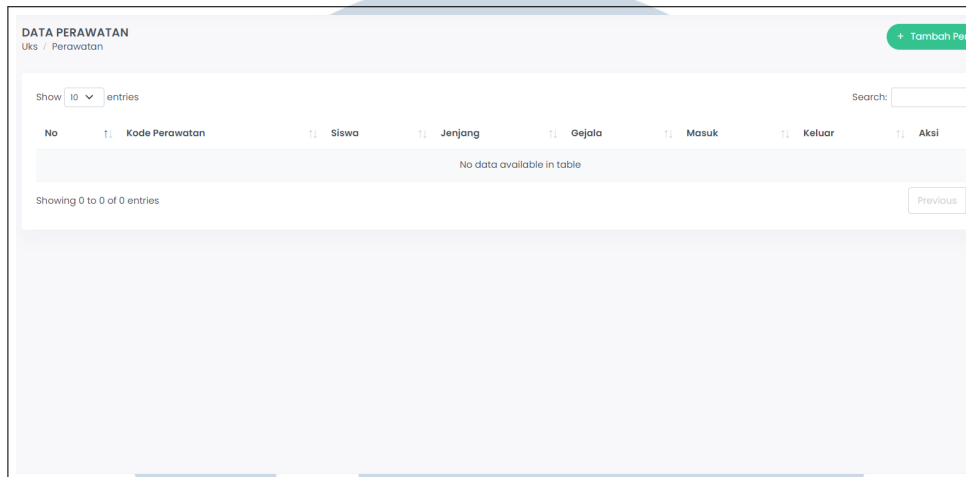 DATA PERAWATAN
Uks / Perawatan
+ Tambah Per
Show 10 entries
Search:
No Kode Perawatan Siswa Jenjang Gejala Masuk Keluar Aksi
No data available in table
Showing 0 to 0 of 0 entries
Previous